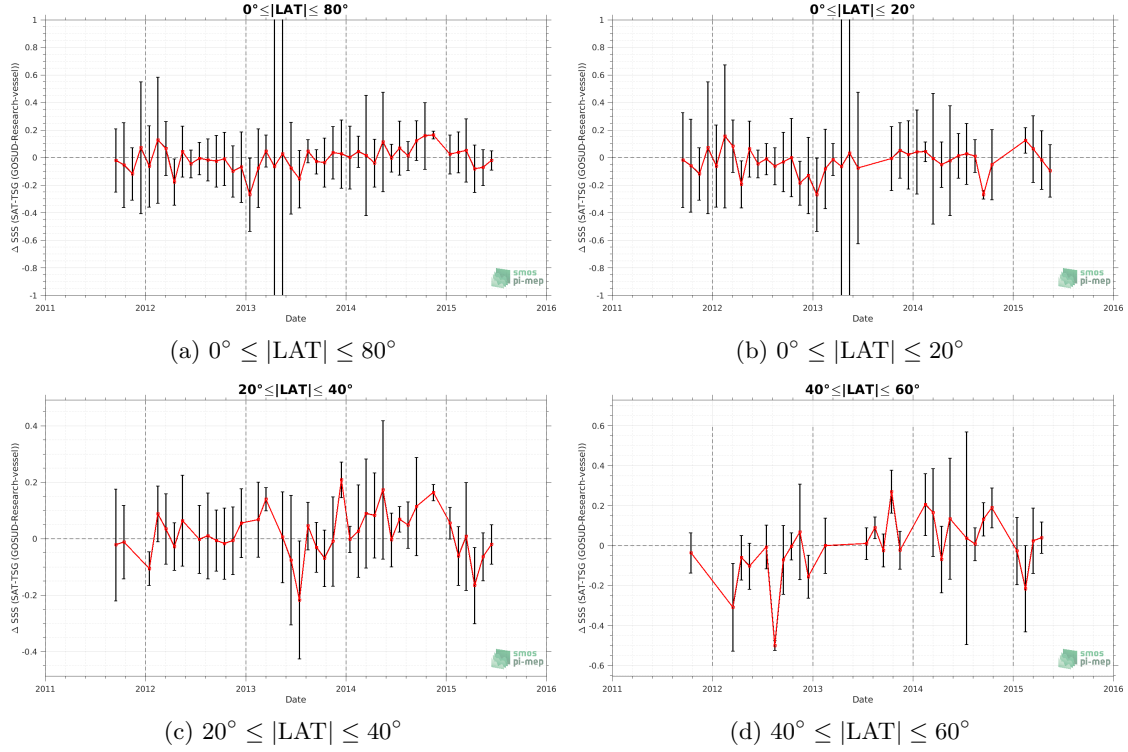 0°≤|LAT|≤ 80°
Δ SSS (SAT-TSG (GOSUD-Research-vessel))
1
0.8
0.6
0.4
0.2
0
-0.2
-0.4
-0.6
-0.8
-1
2011 2012 2013 2014 2015 2016
Date
smos
pi-mep
(a) 0° ≤ |LAT| ≤ 80°
0°≤|LAT|≤ 20°
Δ SSS (SAT-TSG (GOSUD-Research-vessel))
1
0.8
0.6
0.4
0.2
0
-0.2
-0.4
-0.6
-0.8
-1
2011 2012 2013 2014 2015 2016
Date
smos
pi-mep
(b) 0° ≤ |LAT| ≤ 20°
20°≤|LAT|≤ 40°
Δ SSS (SAT-TSG (GOSUD-Research-vessel))
0.4
0.2
0
-0.2
-0.4
2011 2012 2013 2014 2015 2016
Date
smos
pi-mep
(c) 20° ≤ |LAT| ≤ 40°
40°≤|LAT|≤ 60°
Δ SSS (SAT-TSG (GOSUD-Research-vessel))
0.6
0.4
0.2
0
-0.2
-0.4
-0.6
2011 2012 2013 2014 2015 2016
Date
smos
pi-mep
(d) 40° ≤ |LAT| ≤ 60°